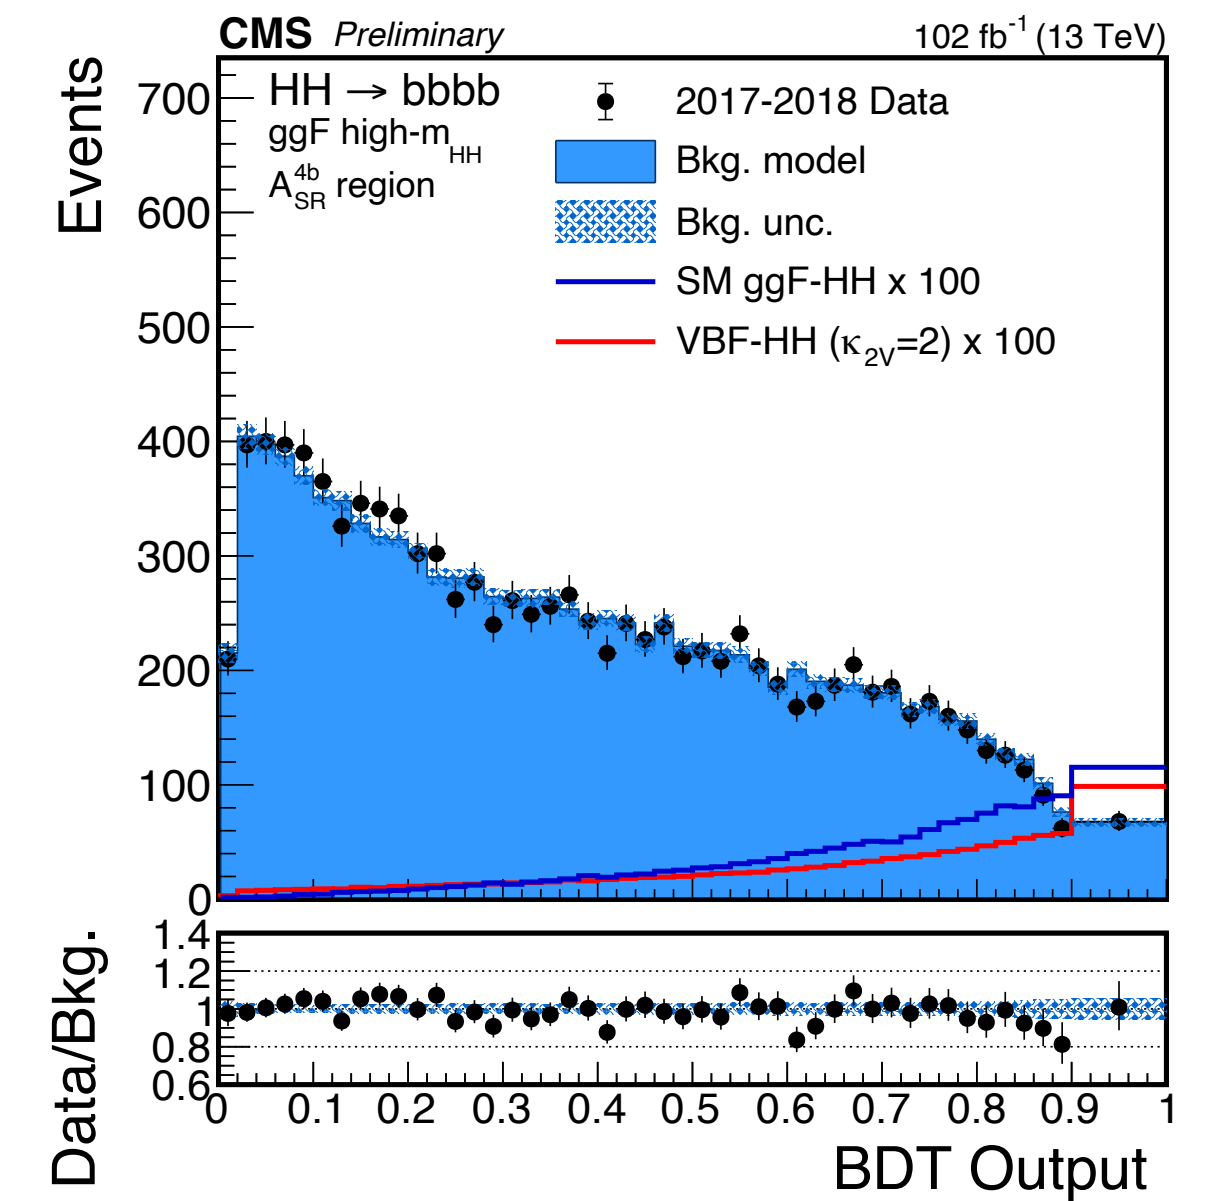 CMS Preliminary 102 fb-1 (13 TeV)
Events
HH → bbbb
ggF high-mHH
A4bSR region
2017-2018 Data
Bkg. model
Bkg. unc.
SM ggF-HH x 100
VBF-HH (κ2V=2) x 100
700
600
500
400
300
200
100
0
Data/Bkg.
1.4
1.2
1
0.8
0.6
0 0.1 0.2 0.3 0.4 0.5 0.6 0.7 0.8 0.9 1
BDT Output